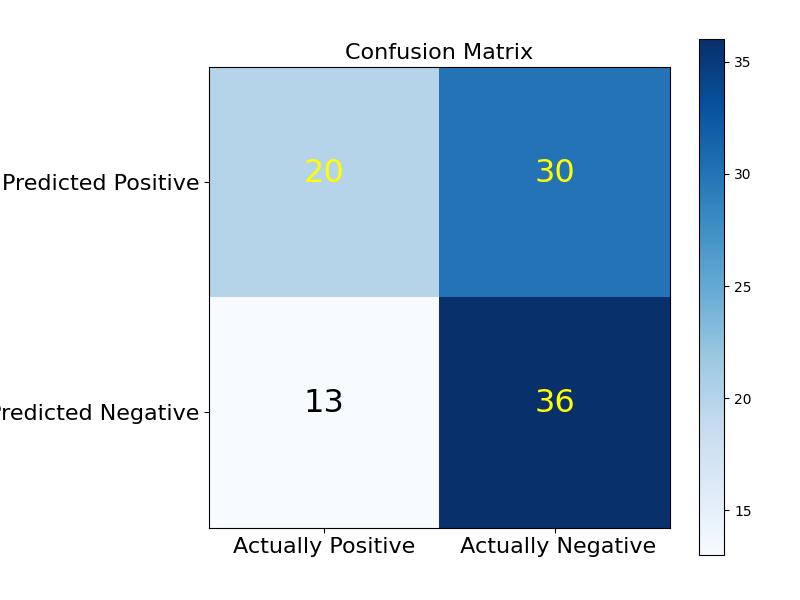 Confusion Matrix
Predicted Positive
20
30
Predicted Negative
13
36
Actually Positive
Actually Negative
35
30
25
20
15